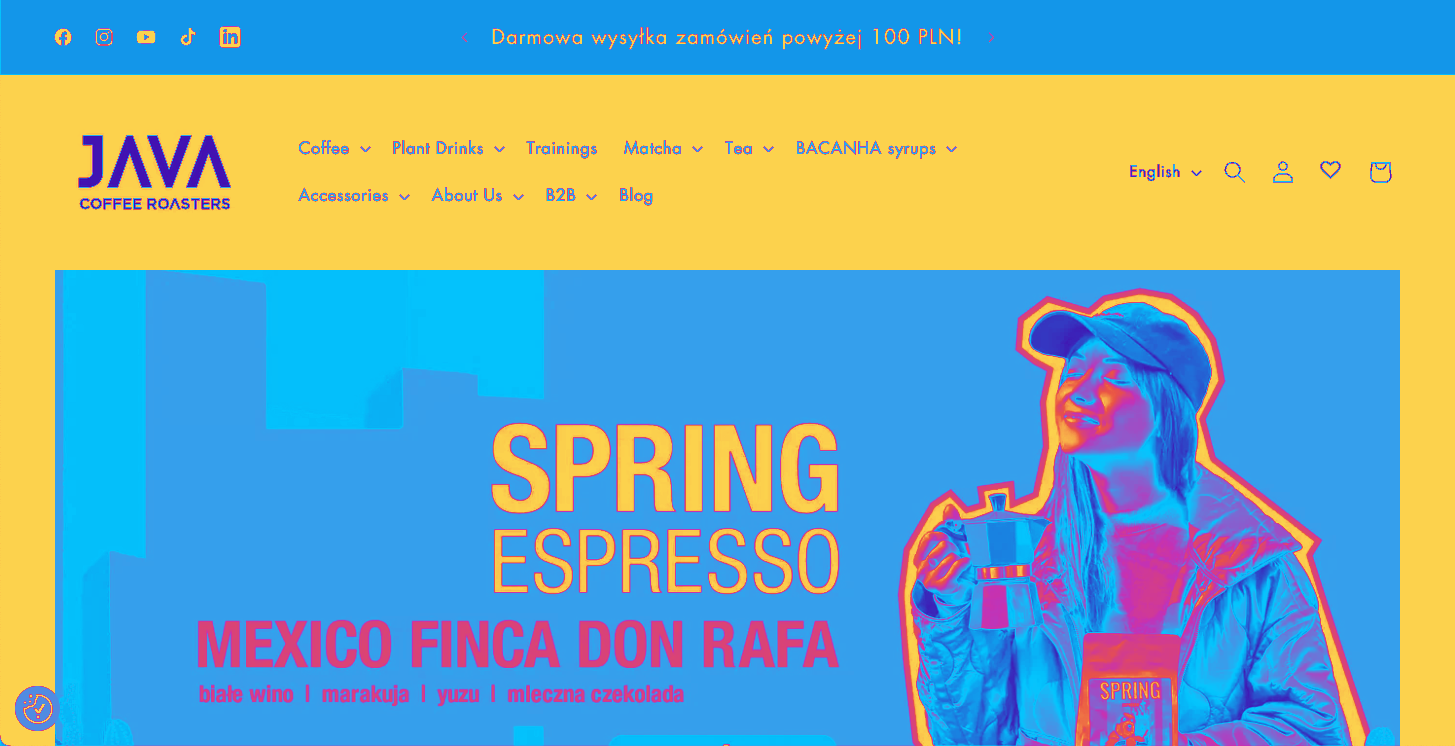 Darmowa wysyłka zamówień powyżej 100 PLN!
JAVA
COFFEE ROASTERS
Coffee Plant Drinks Trainings Matcha Tea BACANHA syrups
Accessories About Us B2B Blog
English
SPRING
ESPRESSO
MEXICO FINCA DON RAFA
białe wino | marakuja | yuzu | mleczna czekolada
SPRING